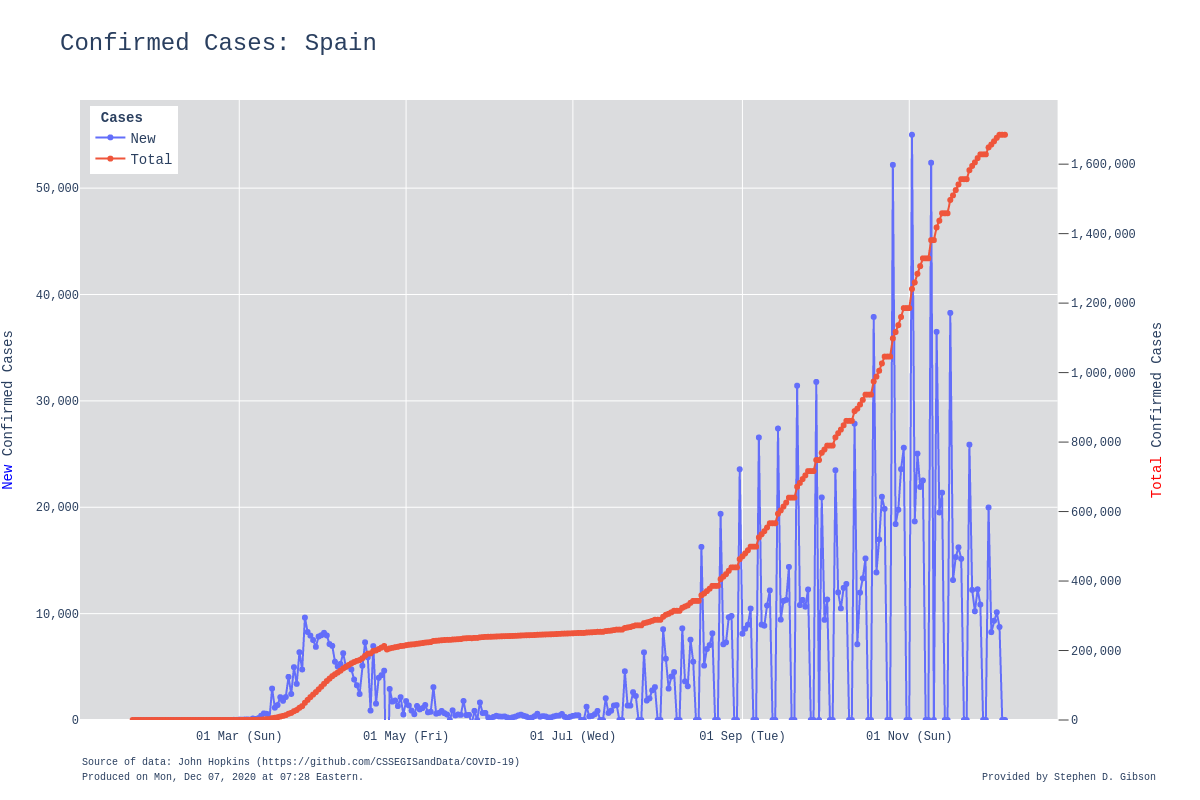 Confirmed Cases: Spain
Cases
New
Total
50,000
40,000
30,000
20,000
10,000
0
1,600,000
1,400,000
1,200,000
1,000,000
800,000
600,000
400,000
200,000
0
New Confirmed Cases
Total Confirmed Cases
01 Mar (Sun)
01 May (Fri)
01 Jul (Wed)
01 Sep (Tue)
01 Nov (Sun)
Source of data: John Hopkins (https://github.com/CSSEGISandData/COVID-19)
Produced on Mon, Dec 07, 2020 at 07:28 Eastern.
Provided by Stephen D. Gibson